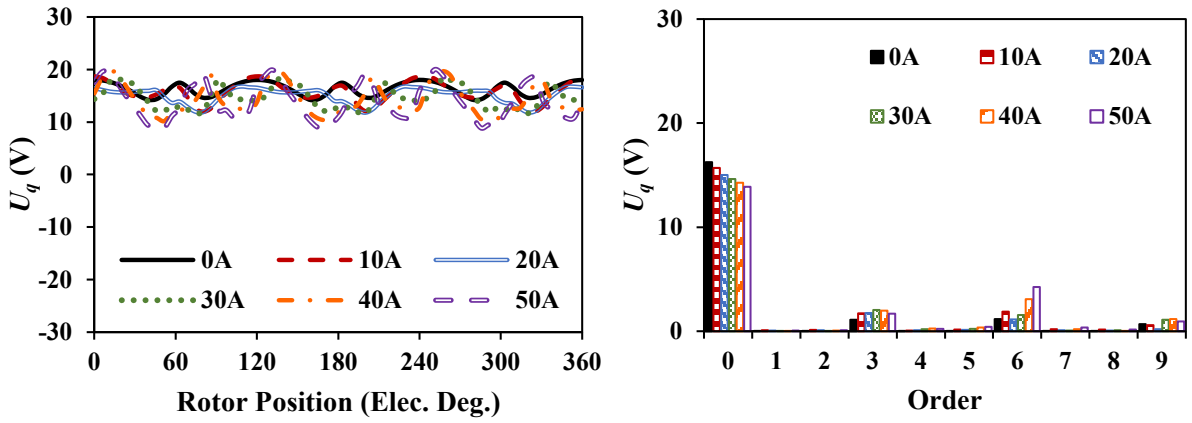 30
20
10
0
-10
-20
-30
U_q (V)
0A
10A
20A
30A
40A
50A
0 60 120 180 240 300 360
Rotor Position (Elec. Deg.)
30
20
10
0
U_q (V)
0A
10A
20A
30A
40A
50A
0 1 2 3 4 5 6 7 8 9
Order